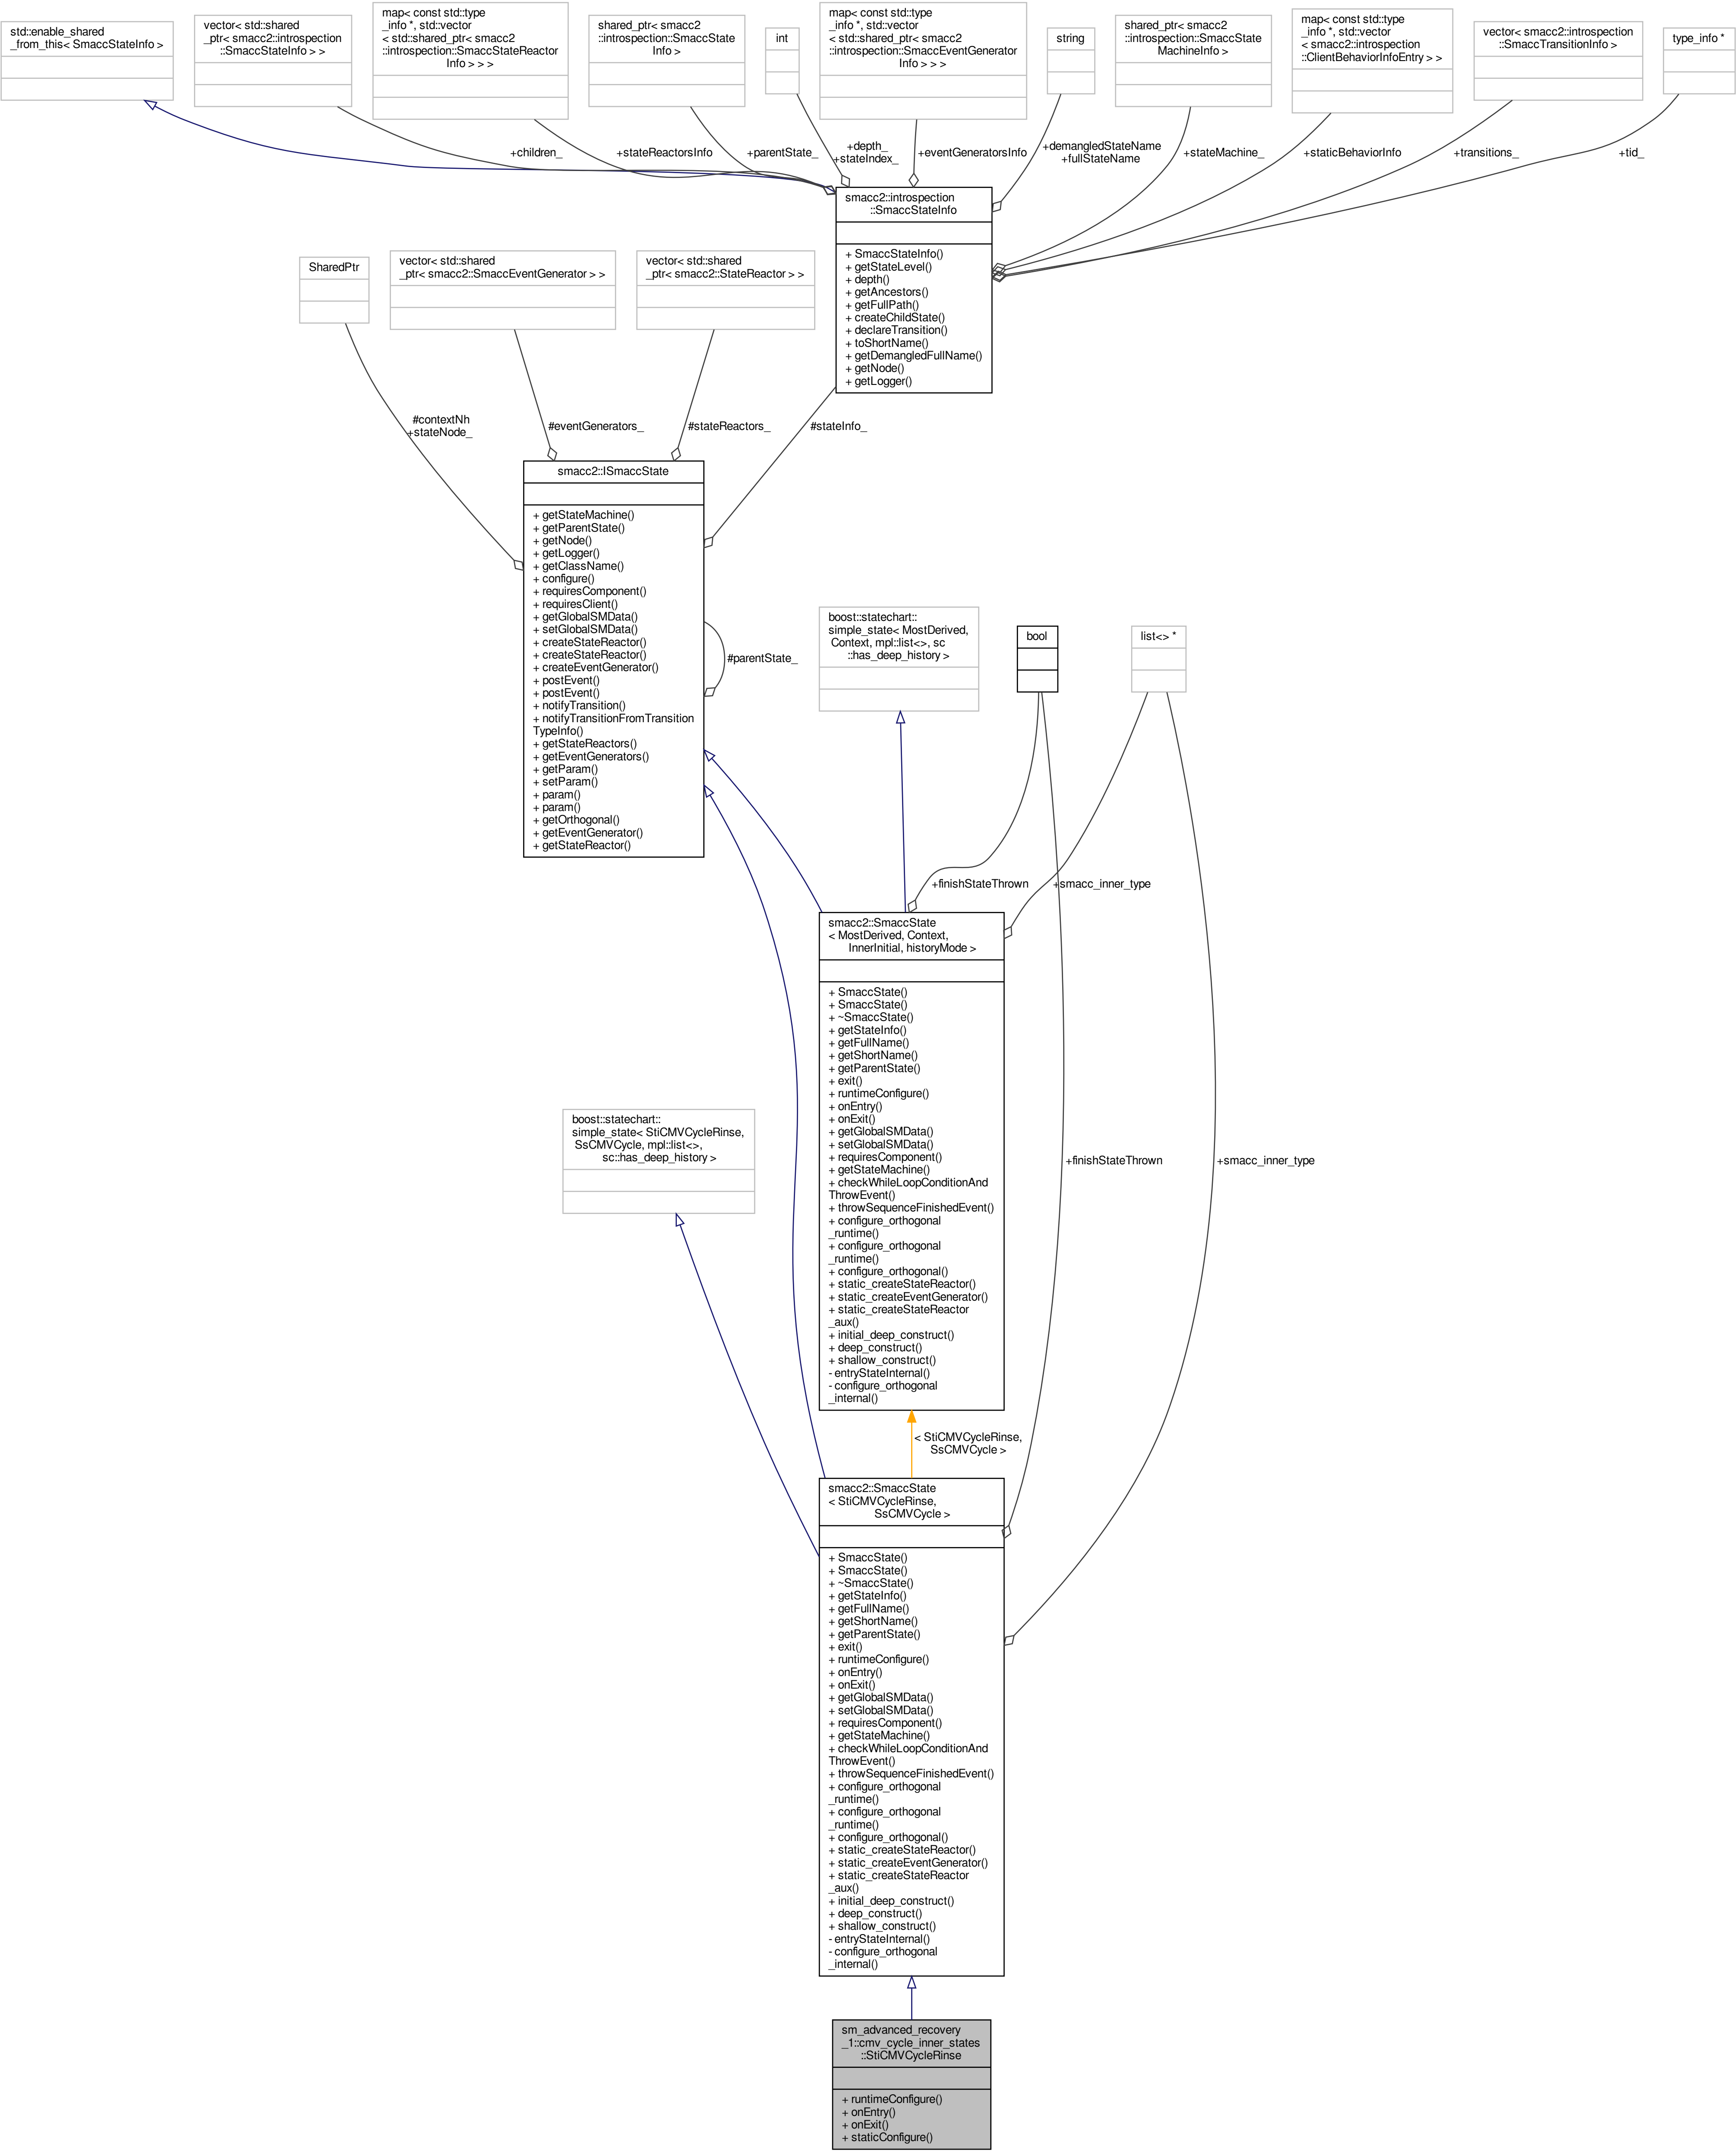 std::enable_shared
_from_this< SmaccStateInfo >
vector< std::shared
_ptr< smacc2::introspection
::SmaccStateInfo > >
map< const std::type
_info *, std::vector
< std::shared_ptr< smacc2
::introspection::SmaccStateReactor
Info > > >
shared_ptr< smacc2
::introspection::SmaccState
Info >
int
map< const std::type
_info *, std::vector
< std::shared_ptr< smacc2
::introspection::SmaccEventGenerator
Info > > >
string
shared_ptr< smacc2
::introspection::SmaccState
MachineInfo >
map< const std::type
_info *, std::vector
< smacc2::introspection
::ClientBehaviorInfoEntry > >
vector< smacc2::introspection
::SmaccTransitionInfo >
type_info *
+children_
+stateReactorsInfo
+parentState_
+depth_
+stateIndex_
+eventGeneratorsInfo
+demangledStateName
+fullStateName
+stateMachine_
+staticBehaviorInfo
+transitions_
+tid_
smacc2::introspection
::SmaccStateInfo
+ SmaccStateInfo()
+ getStateLevel()
+ depth()
+ getAncestors()
+ getFullPath()
+ createChildState()
+ declareTransition()
+ toShortName()
+ getDemangledFullName()
+ getNode()
+ getLogger()
SharedPtr
vector< std::shared
_ptr< smacc2::SmaccEventGenerator > >
vector< std::shared
_ptr< smacc2::StateReactor > >
#contextNh
+stateNode_
#eventGenerators_
#stateReactors_
#stateInfo_
smacc2::ISmaccState
+ getStateMachine()
+ getParentState()
+ getNode()
+ getLogger()
+ getClassName()
+ configure()
+ requiresComponent()
+ requiresClient()
+ getGlobalSMData()
+ setGlobalSMData()
+ createStateReactor()
+ createStateReactor()
+ createEventGenerator()
+ postEvent()
+ postEvent()
+ notifyTransition()
+ notifyTransitionFromTransition
TypeInfo()
+ getStateReactors()
+ getEventGenerators()
+ getParam()
+ setParam()
+ param()
+ param()
+ getOrthogonal()
+ getEventGenerator()
+ getStateReactor()
#parentState_
boost::statechart::
simple_state< MostDerived,
Context, mpl::list<>, sc
::has_deep_history >
bool
list<> *
+finishStateThrown
+smacc_inner_type
smacc2::SmaccState
< MostDerived, Context,
InnerInitial, historyMode >
+ SmaccState()
+ SmaccState()
+ ~SmaccState()
+ getStateInfo()
+ getFullName()
+ getShortName()
+ getParentState()
+ exit()
+ runtimeConfigure()
+ onEntry()
+ onExit()
+ getGlobalSMData()
+ setGlobalSMData()
+ requiresComponent()
+ getStateMachine()
+ checkWhileLoopConditionAnd
ThrowEvent()
+ throwSequenceFinishedEvent()
+ configure_orthogonal
_runtime()
+ configure_orthogonal
_runtime()
+ configure_orthogonal()
+ static_createStateReactor()
+ static_createEventGenerator()
+ static_createStateReactor
_aux()
+ initial_deep_construct()
+ deep_construct()
+ shallow_construct()
- entryStateInternal()
- configure_orthogonal
_internal()
boost::statechart::
simple_state< StiCMVCycleRinse,
SsCMVCycle, mpl::list<>,
sc::has_deep_history >
+finishStateThrown
+smacc_inner_type
< StiCMVCycleRinse,
SsCMVCycle >
smacc2::SmaccState
< StiCMVCycleRinse,
SsCMVCycle >
+ SmaccState()
+ SmaccState()
+ ~SmaccState()
+ getStateInfo()
+ getFullName()
+ getShortName()
+ getParentState()
+ exit()
+ runtimeConfigure()
+ onEntry()
+ onExit()
+ getGlobalSMData()
+ setGlobalSMData()
+ requiresComponent()
+ getStateMachine()
+ checkWhileLoopConditionAnd
ThrowEvent()
+ throwSequenceFinishedEvent()
+ configure_orthogonal
_runtime()
+ configure_orthogonal
_runtime()
+ configure_orthogonal()
+ static_createStateReactor()
+ static_createEventGenerator()
+ static_createStateReactor
_aux()
+ initial_deep_construct()
+ deep_construct()
+ shallow_construct()
- entryStateInternal()
- configure_orthogonal
_internal()
sm_advanced_recovery
_1::cmv_cycle_inner_states
::StiCMVCycleRinse
+ runtimeConfigure()
+ onEntry()
+ onExit()
+ staticConfigure()